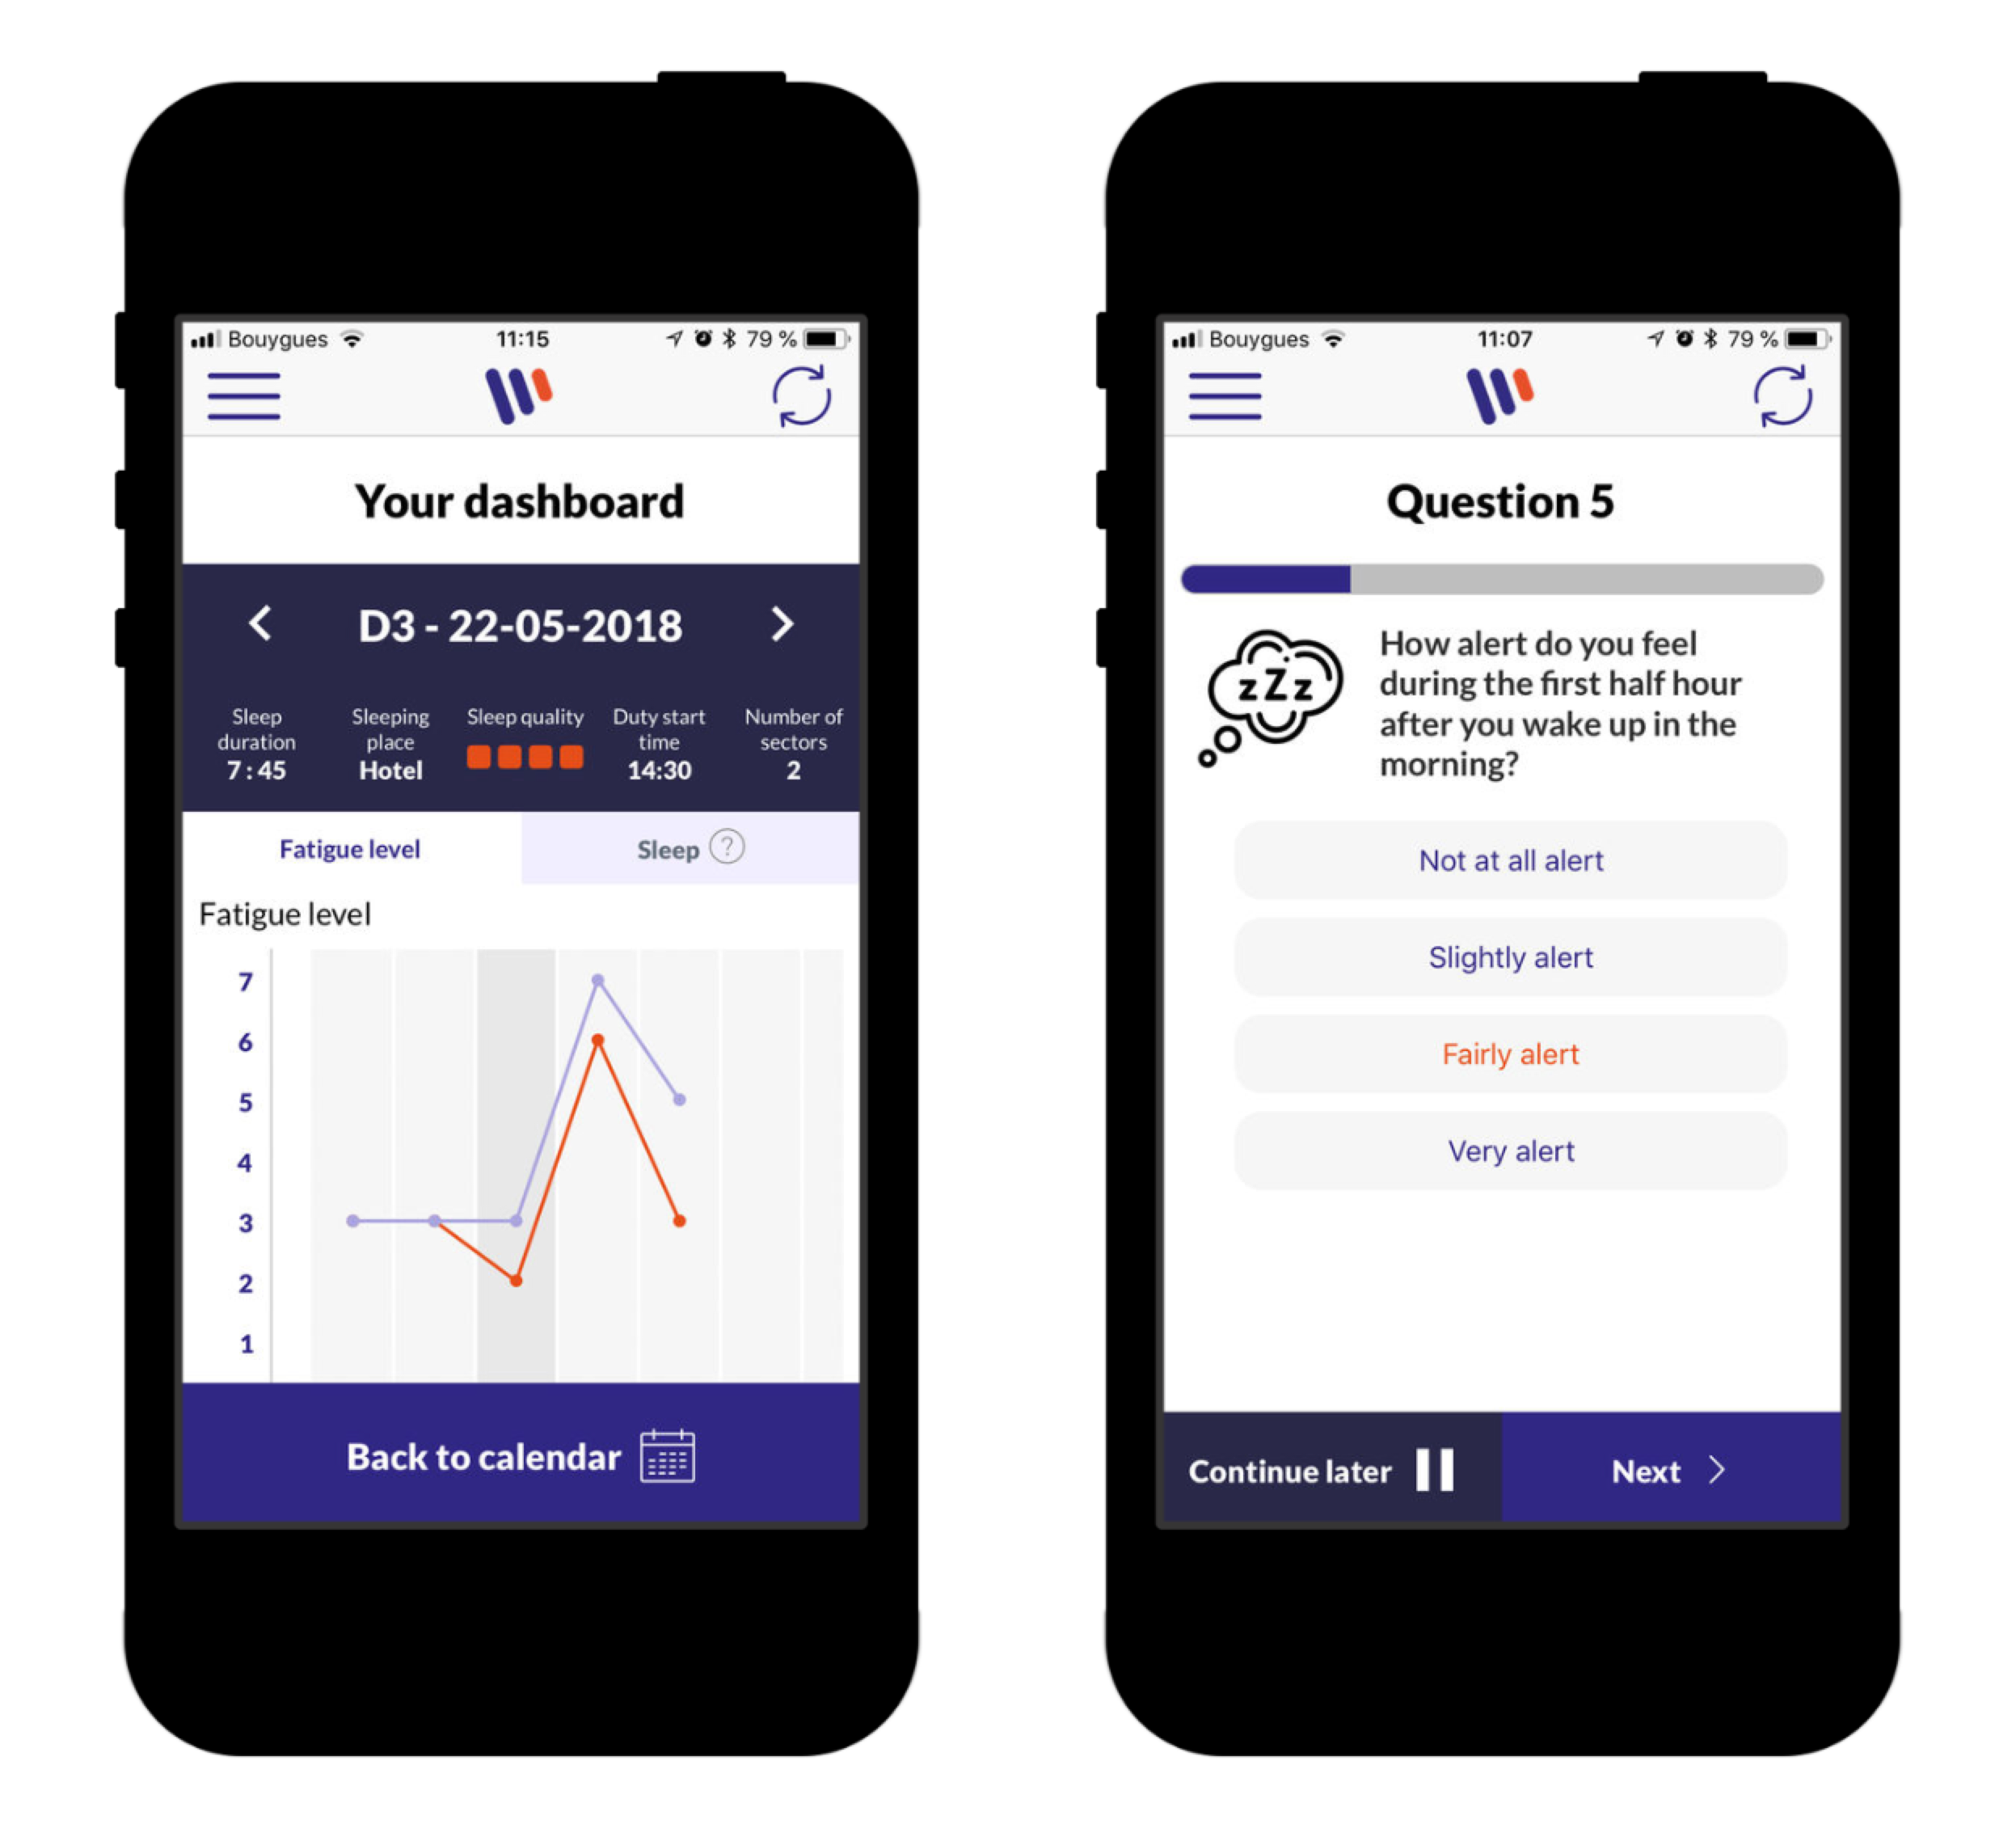 Bouygues 11:15 79 %
Your dashboard
D3 - 22-05-2018
Sleep duration 7:45
Sleeping place Hotel
Sleep quality
Duty start time 14:30
Number of sectors 2
Fatigue level Sleep ?
Fatigue level
7
6
5
4
3
2
1
Back to calendar
Bouygues 11:07 79 %
Question 5
zZz
How alert do you feel
during the first half hour
after you wake up in the
morning?
Not at all alert
Slightly alert
Fairly alert
Very alert
Continue later
Next